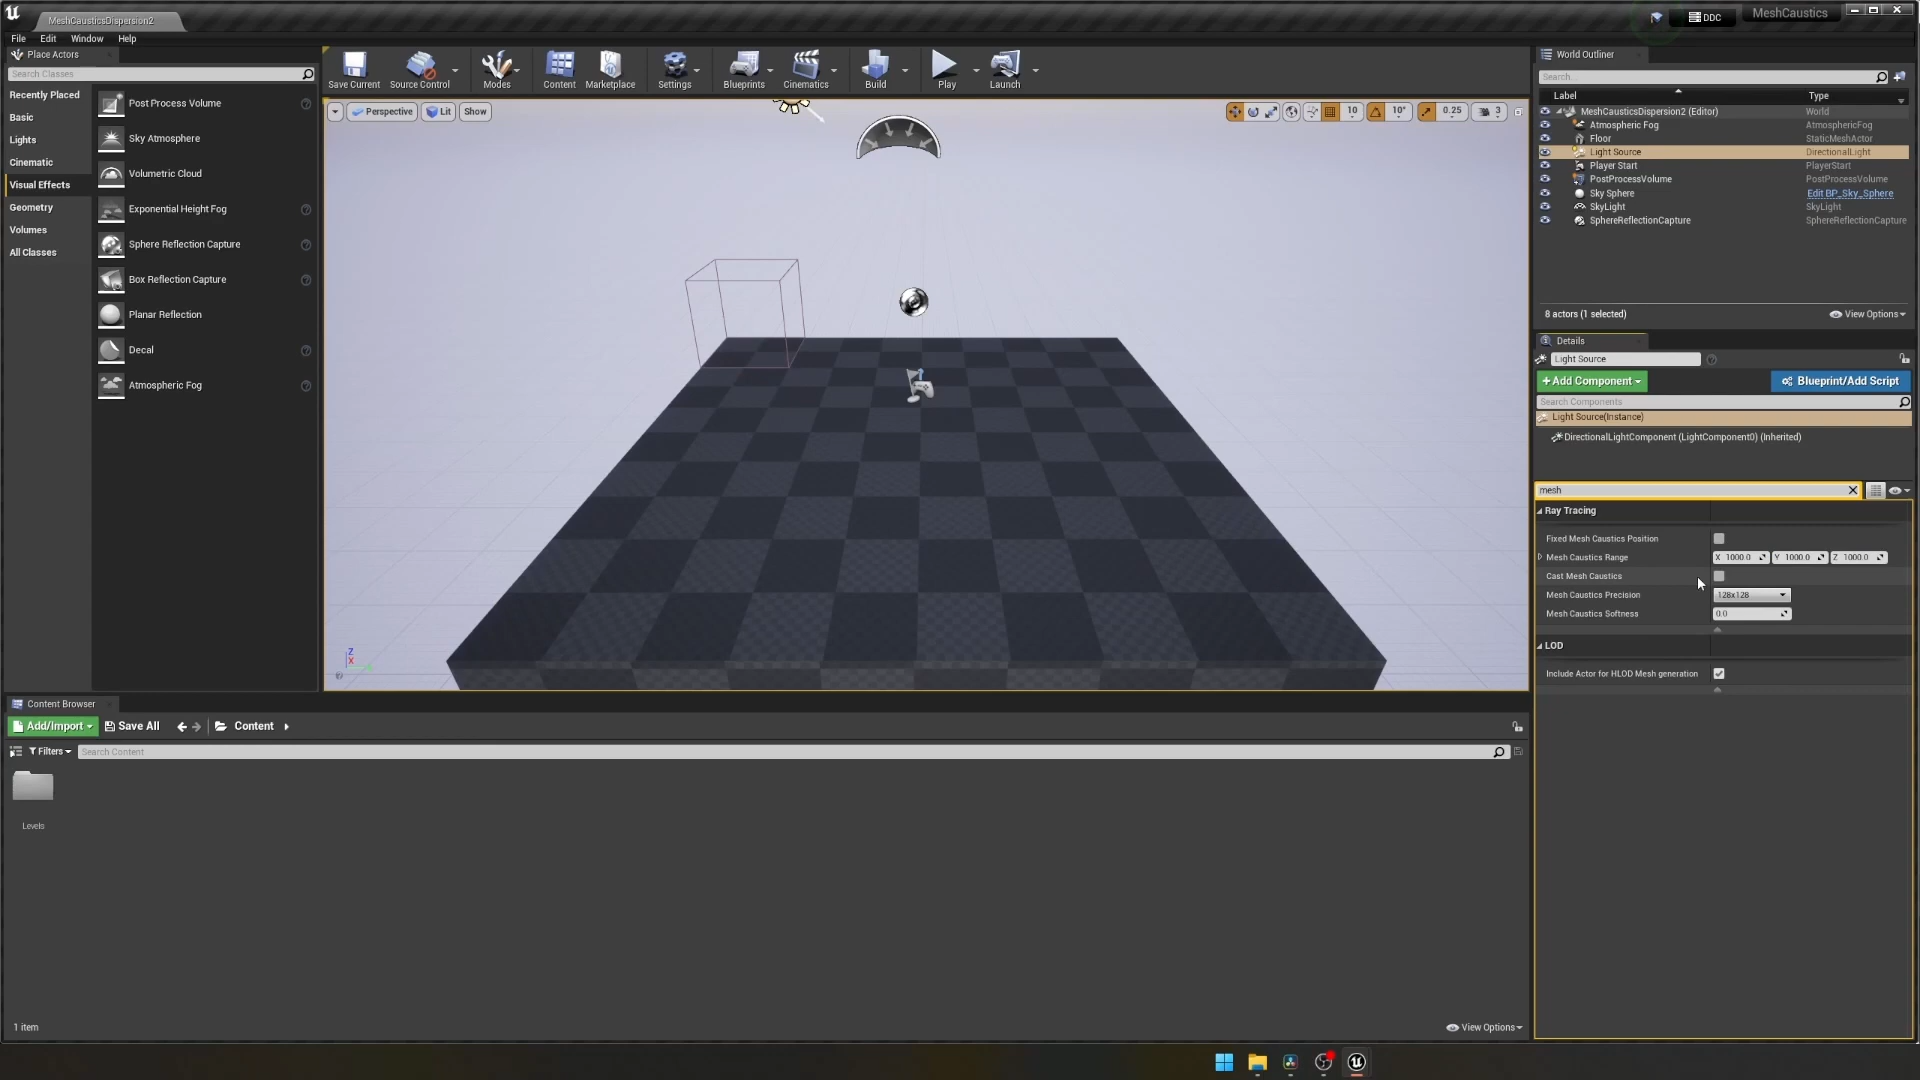 MeshCausticsDispersion2
DDC
MeshCaustics
File Edit Window Help
Place Actors
Search Classes
Recently Placed
Basic
Lights
Cinematic
Visual Effects
Geometry
Volumes
All Classes
Post Process Volume
Sky Atmosphere
Volumetric Cloud
Exponential Height Fog
Sphere Reflection Capture
Box Reflection Capture
Planar Reflection
Decal
Atmospheric Fog
Save Current
Source Control
Modes
Content
Marketplace
Settings
Blueprints
Cinematics
Build
Play
Launch
Perspective
Lit
Show
10
10°
0.25
3
Z
X
World Outliner
Search...
Label Type
MeshCausticsDispersion2 (Editor) World
Atmospheric Fog AtmosphericFog
Floor StaticMeshActor
Light Source DirectionalLight
Player Start PlayerStart
PostProcessVolume PostProcessVolume
Sky Sphere Edit BP_Sky_Sphere
SkyLight SkyLight
SphereReflectionCapture SphereReflectionCapture
8 actors (1 selected)
View Options
Details
Light Source
+Add Component
Blueprint/Add Script
Search Components
Light Source(Instance)
DirectionalLightComponent (LightComponent0) (Inherited)
mesh
Ray Tracing
Fixed Mesh Caustics Position
Mesh Caustics Range X 1000.0 Y 1000.0 Z 1000.0
Cast Mesh Caustics
Mesh Caustics Precision 128x128
Mesh Caustics Softness 0.0
LOD
Include Actor for HLOD Mesh generation
Content Browser
Add/Import
Save All
Content
Filters
Search Content
Levels
1 item
View Options